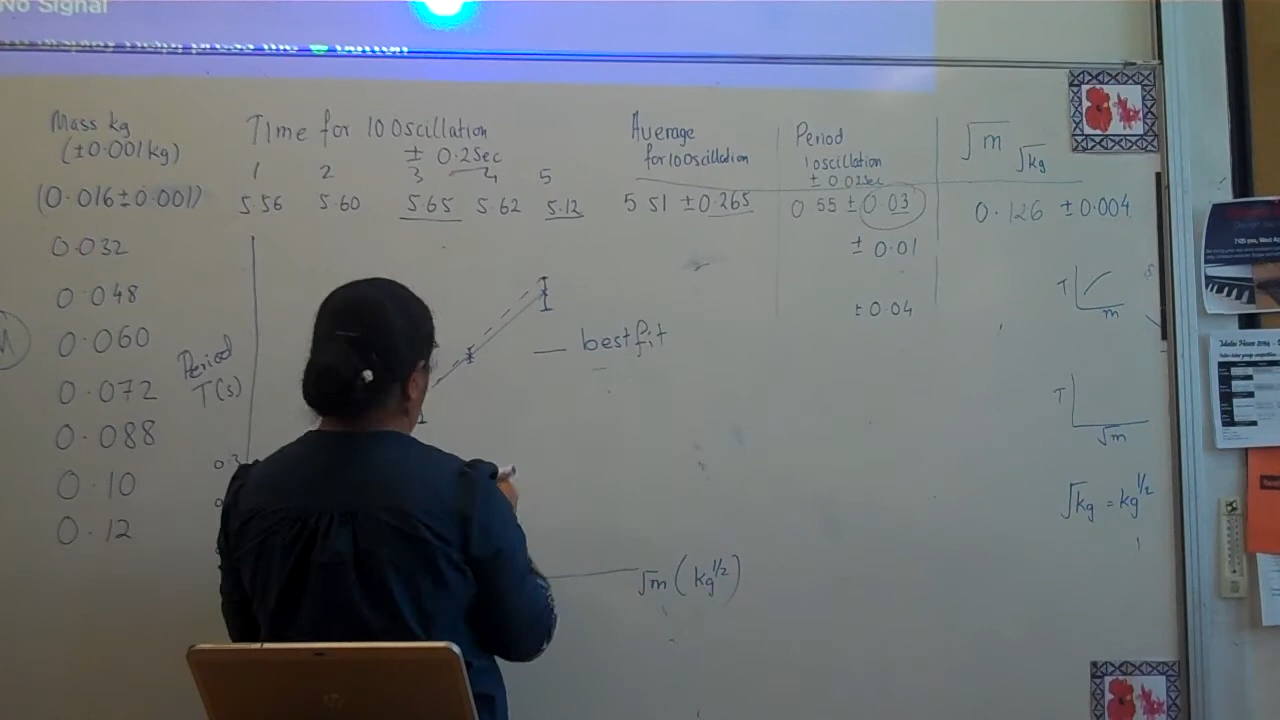 No Signal
Mass kg
(±0.001kg)
Time for 10 Oscillation
± 0.2sec
1 2 3 4 5
Average
for 10 Oscillation
Period
1 oscillation
± 0.02sec
√m √kg
(0.016±0.001) 5.56 5.60 5.65 5.62 5.12 5 51 ±0.265 0 55 ±0.03 0.126 ±0.004
0.032
± 0.01
0.048
± 0.04
0.060
0.072
0.088
0.10
0.12
Period
T(s)
bestfit
√m (kg^1/2)
T
m
T
√m
√kg = kg^1/2